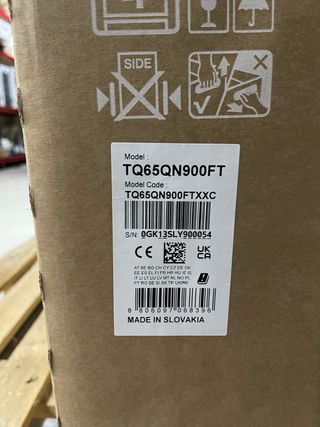 SIDE
Model :
TQ65QN900FT
Model Code :
TQ65QN900FTXXC
S/N: 0GK13SLY900054
CE
UK
CA
AT BE BG CH CY CZ DE DK
EE ES EL FI FR HR HU IE IS
IT LI LT LU LV MT NL NO PL
PT RO SE SI SK TR UK(NI)
8 806097 068396
MADE IN SLOVAKIA